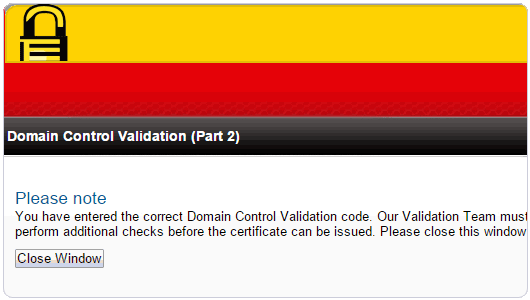 Domain Control Validation (Part 2)
Please note
You have entered the correct Domain Control Validation code. Our Validation Team must
perform additional checks before the certificate can be issued. Please close this window
Close Window